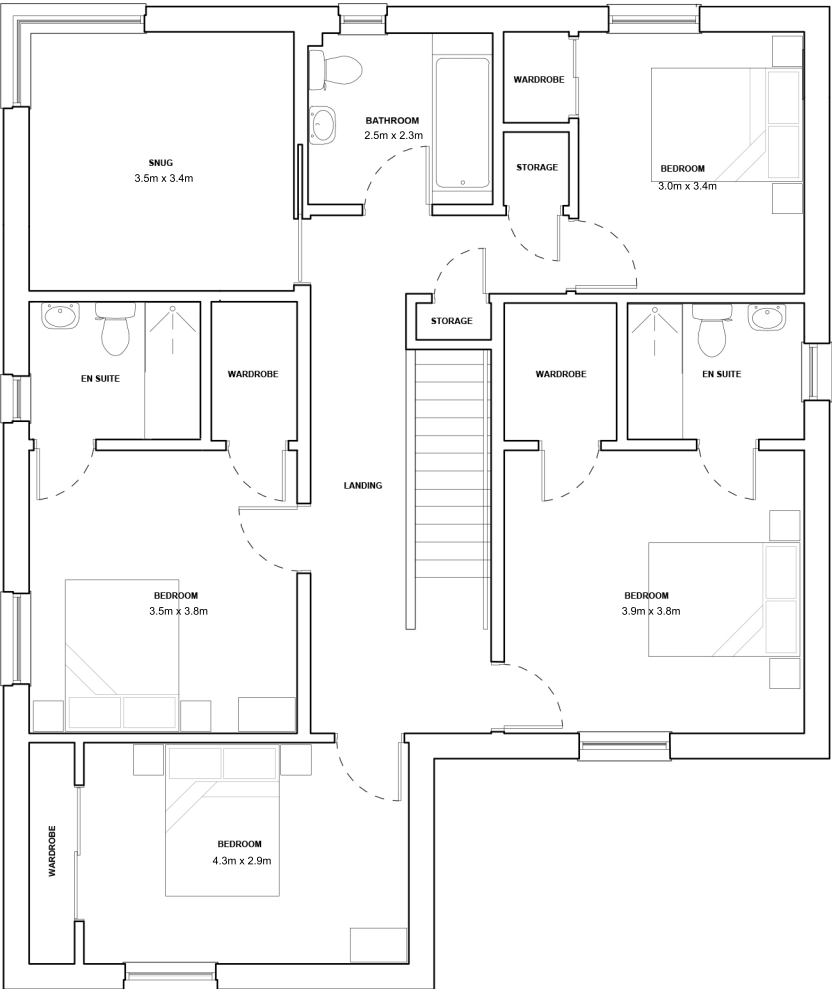 WARDROBE
BATHROOM
2.5m x 2.3m
SNUG
3.5m x 3.4m
STORAGE
BEDROOM
3.0m x 3.4m
STORAGE
EN SUITE
WARDROBE
WARDROBE
EN SUITE
LANDING
BEDROOM
3.5m x 3.8m
BEDROOM
3.9m x 3.8m
WARDROBE
BEDROOM
4.3m x 2.9m